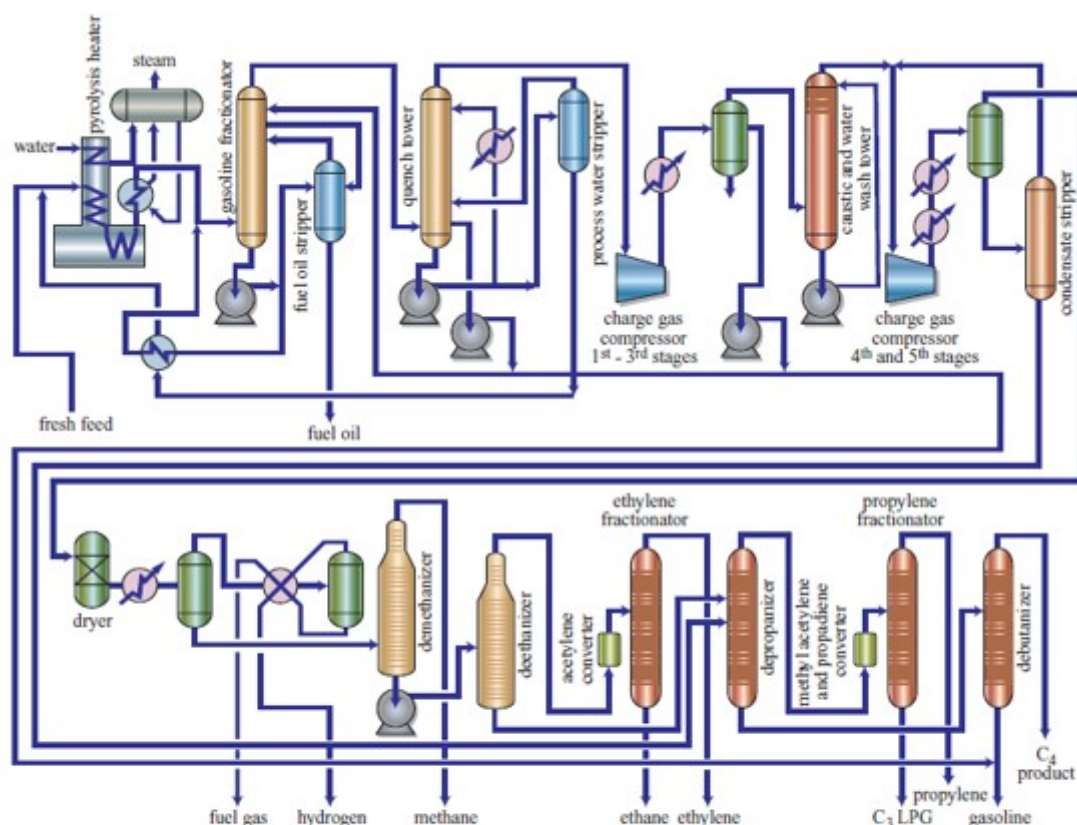 steam
pyrolysis heater
water
gasoline fractionator
fuel oil stripper
quench tower
process water stripper
caustic and water
wash tower
condensate stripper
charge gas
compressor
1st - 3rd stages
charge gas
compressor
4th and 5th stages
fresh feed
fuel oil
ethylene
fractionator
propylene
fractionator
dryer
demethanizer
deethanizer
acetylene
converter
depropanizer
methyl acetylene
and propadiene
converter
debutanizer
C4
product
propylene
fuel gas
hydrogen
methane
ethane
ethylene
C3 LPG
gasoline